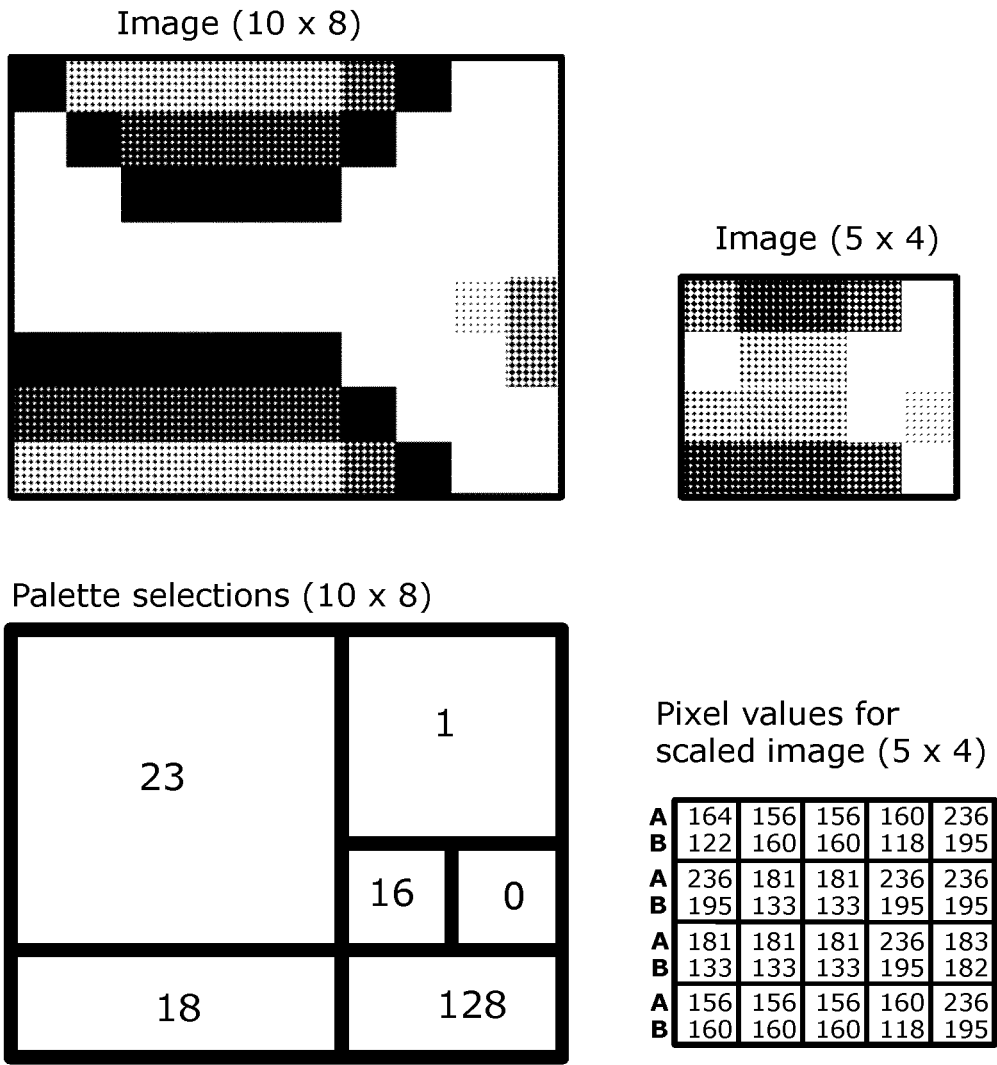 Image (10 x 8)
Image (5 x 4)
Palette selections (10 x 8)
23
1
16
0
18
128
Pixel values for
scaled image (5 x 4)
A 164 156 156 160 236
B 122 160 160 118 195
A 236 181 181 236 236
B 195 133 133 195 195
A 181 181 181 236 183
B 133 133 133 195 182
A 156 156 156 160 236
B 160 160 160 118 195